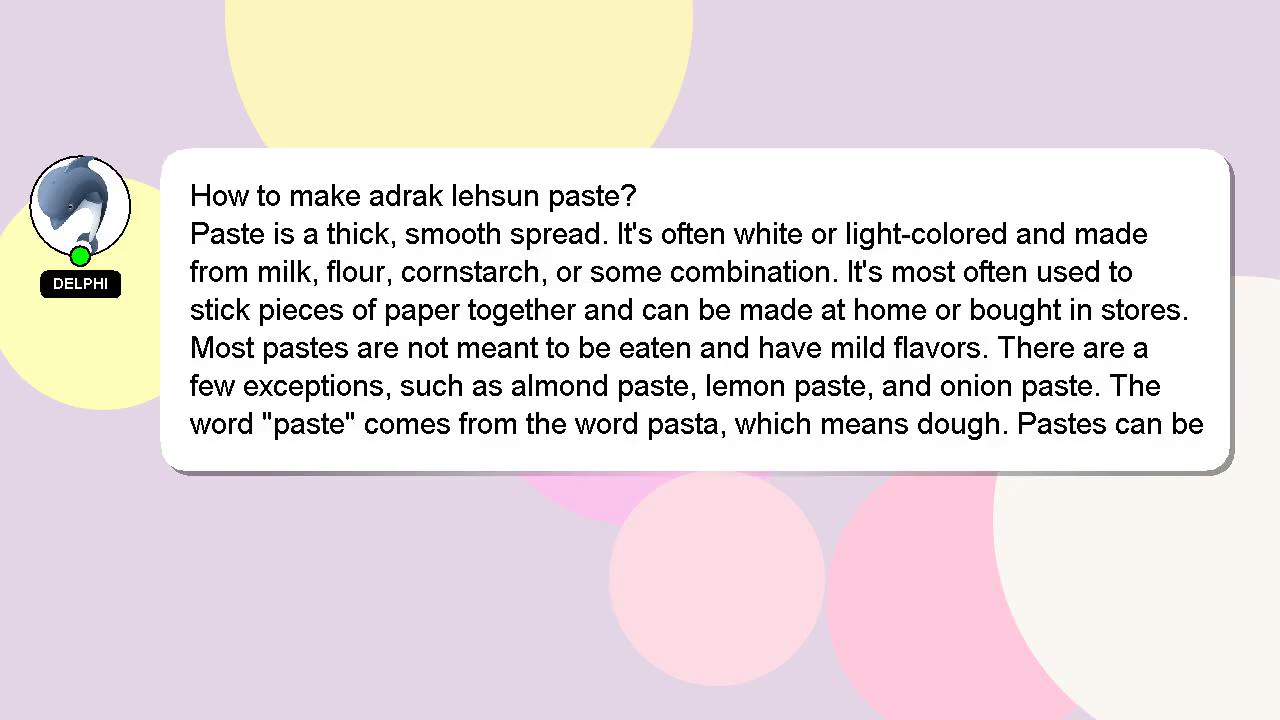 How to make adrak lehsun paste?
Paste is a thick, smooth spread. It's often white or light-colored and made
from milk, flour, cornstarch, or some combination. It's most often used to
stick pieces of paper together and can be made at home or bought in stores.
Most pastes are not meant to be eaten and have mild flavors. There are a
few exceptions, such as almond paste, lemon paste, and onion paste. The
word "paste" comes from the word pasta, which means dough. Pastes can be
DELPHI